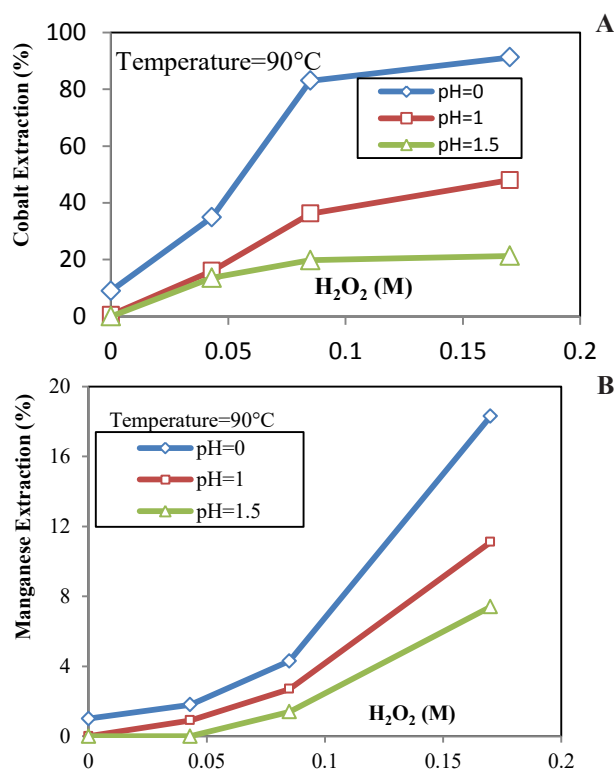 A
Temperature=90°C
pH=0
pH=1
pH=1.5
Cobalt Extraction (%)
100
80
60
40
20
0
H₂O₂ (M)
0 0.05 0.1 0.15 0.2
B
Temperature=90°C
pH=0
pH=1
pH=1.5
Manganese Extraction (%)
20
16
12
8
4
0
H₂O₂ (M)
0 0.05 0.1 0.15 0.2